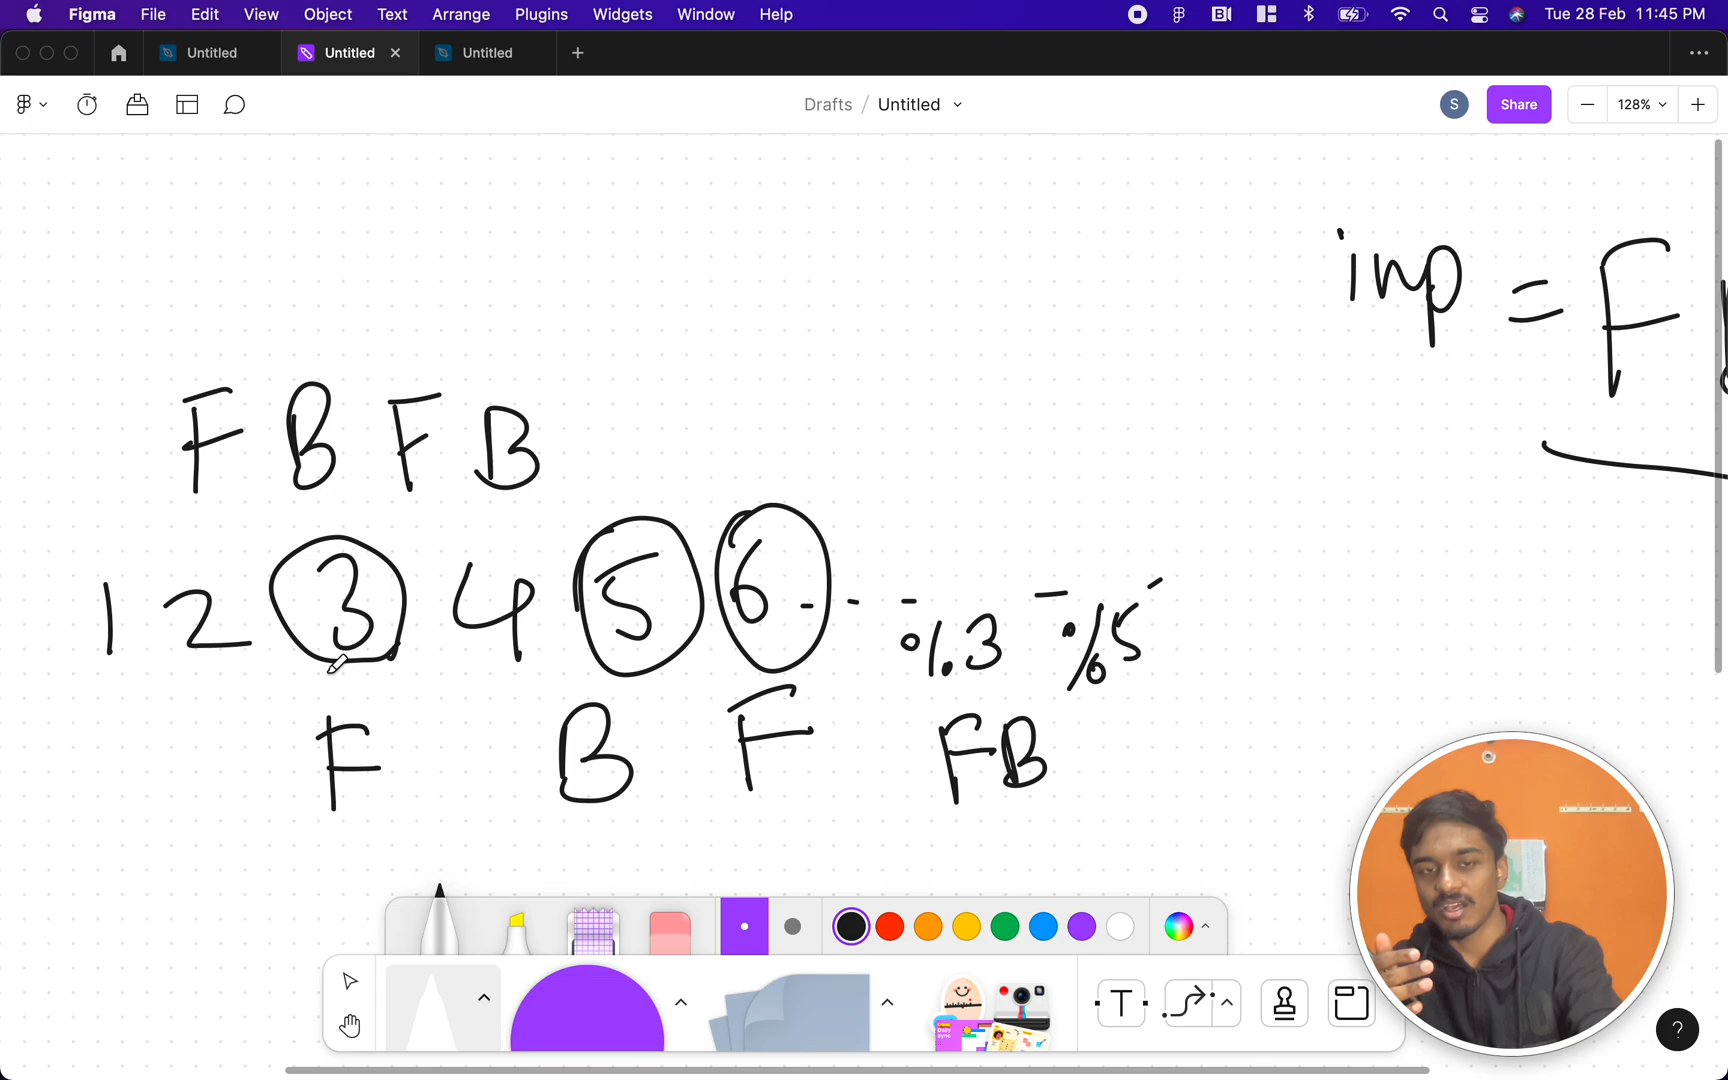 Figma File Edit View Object Text Arrange Plugins Widgets Window Help Tue 28 Feb 11:45 PM
Untitled Untitled Untitled
Drafts / Untitled S Share 128%
inp = F
F B F B
1 2 3 4 5 6 - - - %3 - %5
F B F FB
T
?